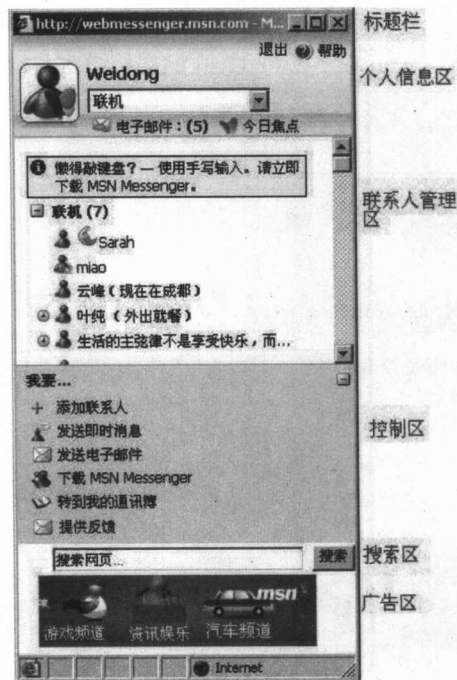 http://webmessenger.msn.com - M...
标题栏
退出 帮助
Weidong
个人信息区
联机
电子邮件：(5) 今日焦点
懒得敲键盘？— 使用手写输入。请立即
下载 MSN Messenger。
联机 (7)
联系人管理
区
Sarah
miao
云峰（现在在成都）
叶纯 （外出就餐）
生活的主弦律不是享受快乐，而...
我要...
添加联系人
发送即时消息
控制区
发送电子邮件
下载 MSN Messenger
转到我的通讯簿
提供反馈
搜索网页...
搜索
搜索区
msn
广告区
游戏频道 资讯娱乐 汽车频道
Internet